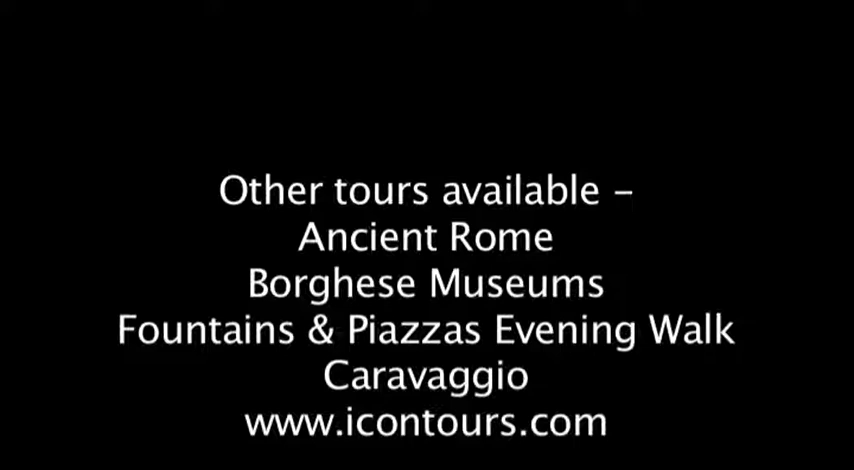 Other tours available –
Ancient Rome
Borghese Museums
Fountains & Piazzas Evening Walk
Caravaggio
www.icontours.com